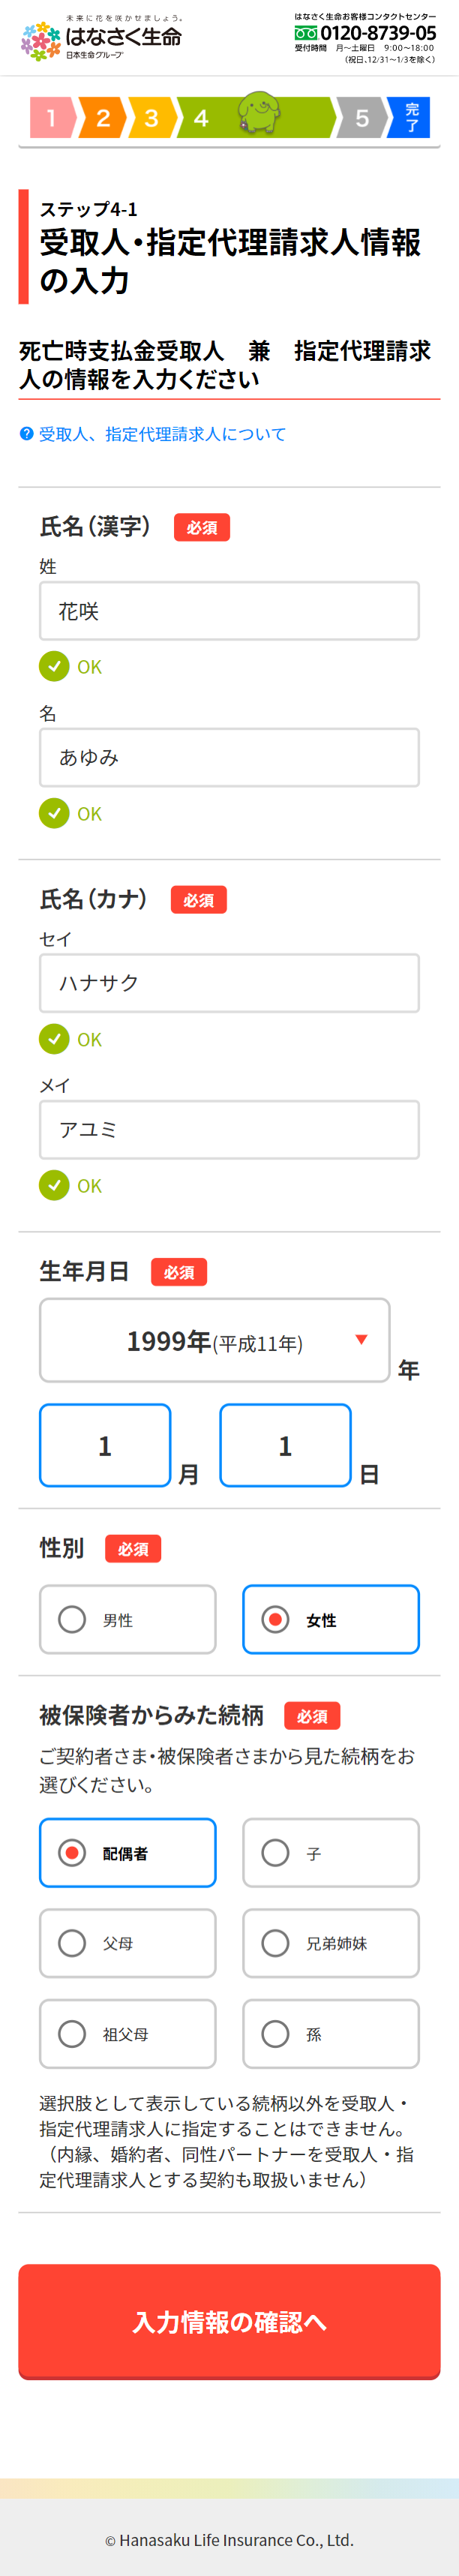 未来に花を咲かせましょう。
はなさく生命
日本生命グループ
はなさく生命お客様コンタクトセンター
0120-8739-05
受付時間 月〜土曜日 9:00〜18:00
（祝日、12/31〜1/3を除く）
1 2 3 4 5 完了
ステップ4-1
受取人・指定代理請求人情報
の入力
死亡時支払金受取人 兼 指定代理請求
人の情報を入力ください
? 受取人、指定代理請求人について
氏名（漢字） 必須
姓
花咲
OK
名
あゆみ
OK
氏名（カナ） 必須
セイ
ハナサク
OK
メイ
アユミ
OK
生年月日 必須
1999年(平成11年) 年
1 月 1 日
性別 必須
男性 女性
被保険者からみた続柄 必須
ご契約者さま・被保険者さまから見た続柄をお
選びください。
配偶者 子
父母 兄弟姉妹
祖父母 孫
選択肢として表示している続柄以外を受取人・
指定代理請求人に指定することはできません。
（内縁、婚約者、同性パートナーを受取人・指
定代理請求人とする契約も取扱いません）
入力情報の確認へ
© Hanasaku Life Insurance Co., Ltd.